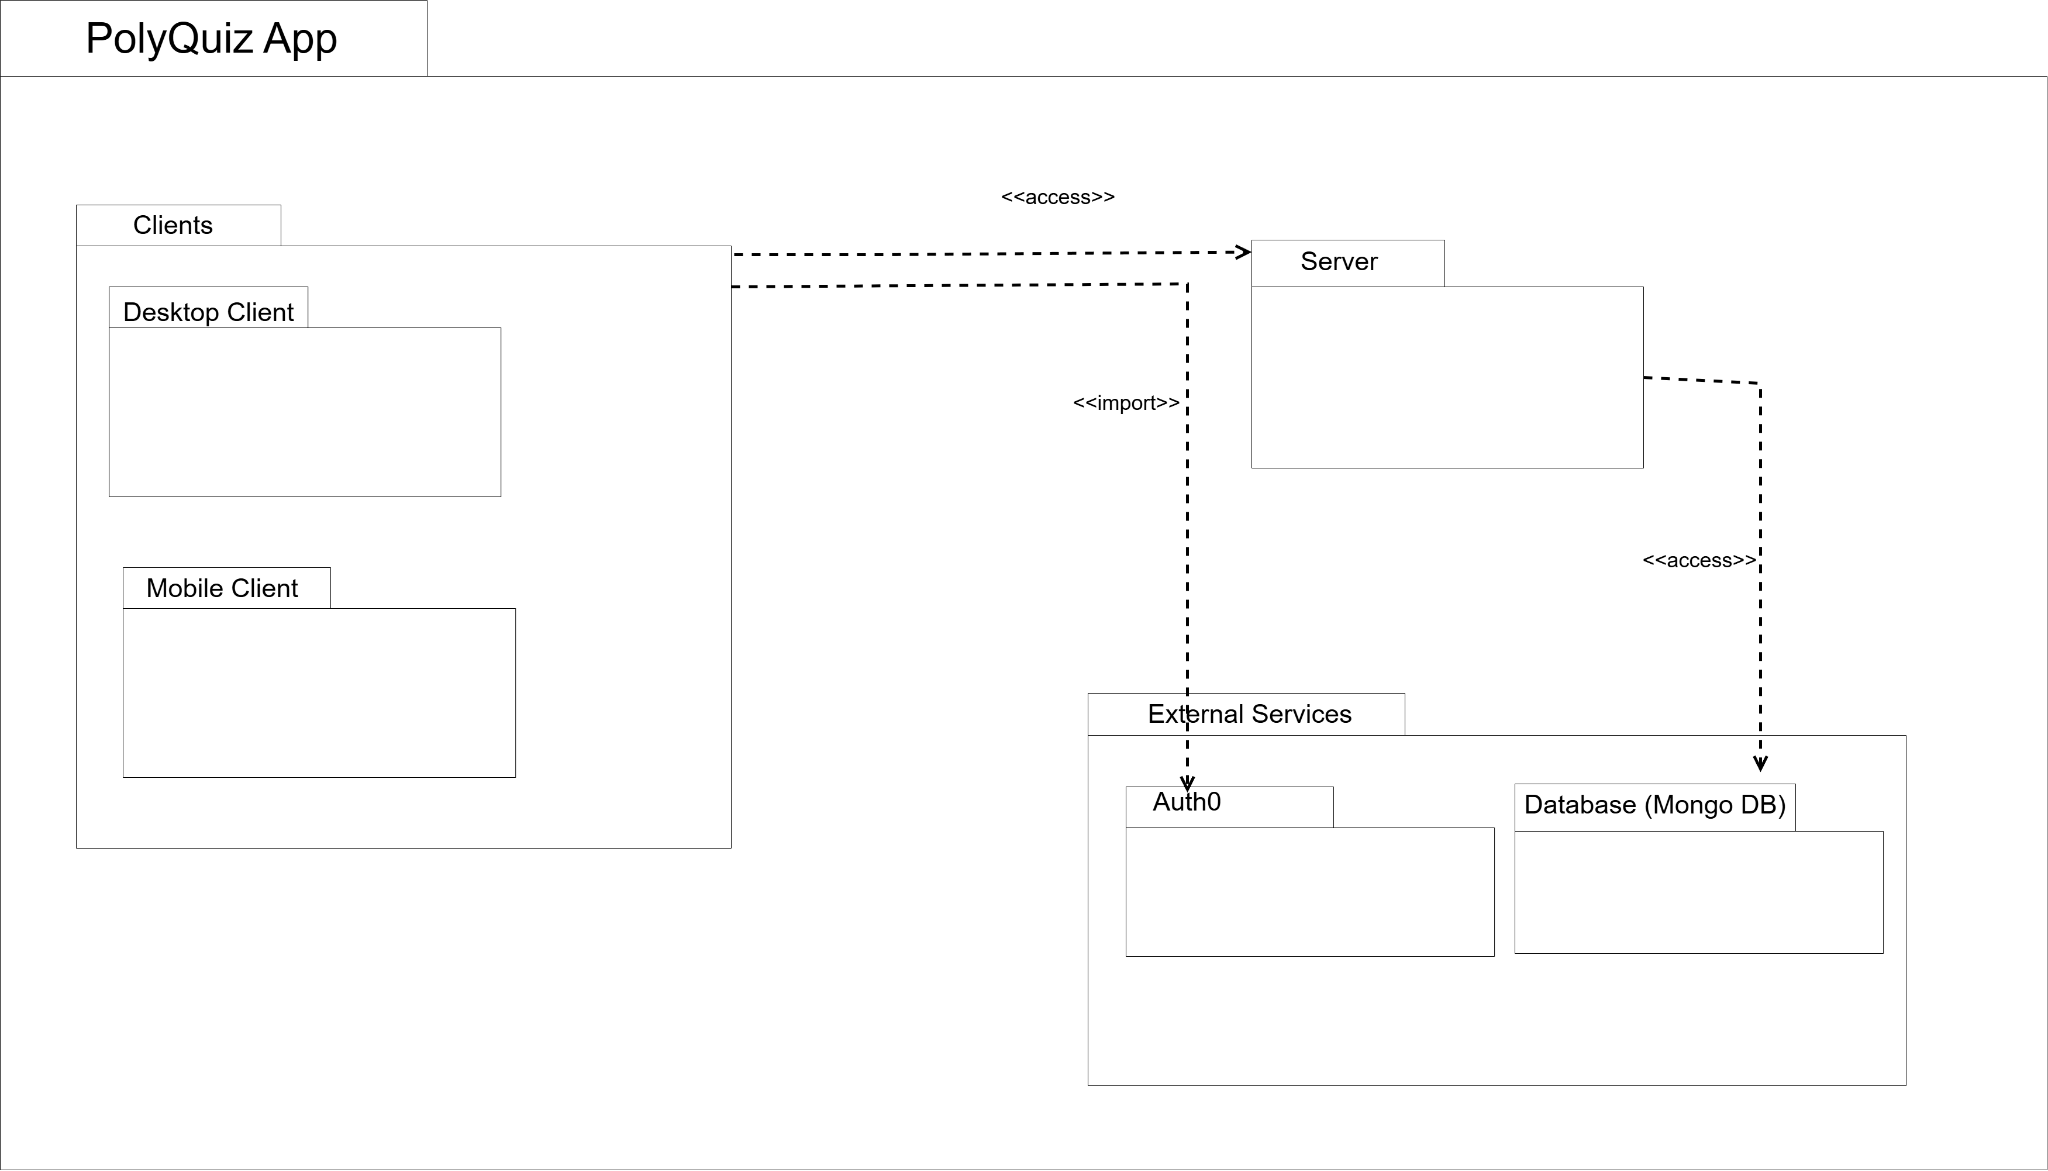 PolyQuiz App
<<access>>
Clients
Server
Desktop Client
<<import>>
<<access>>
Mobile Client
External Services
Auth0
Database (Mongo DB)